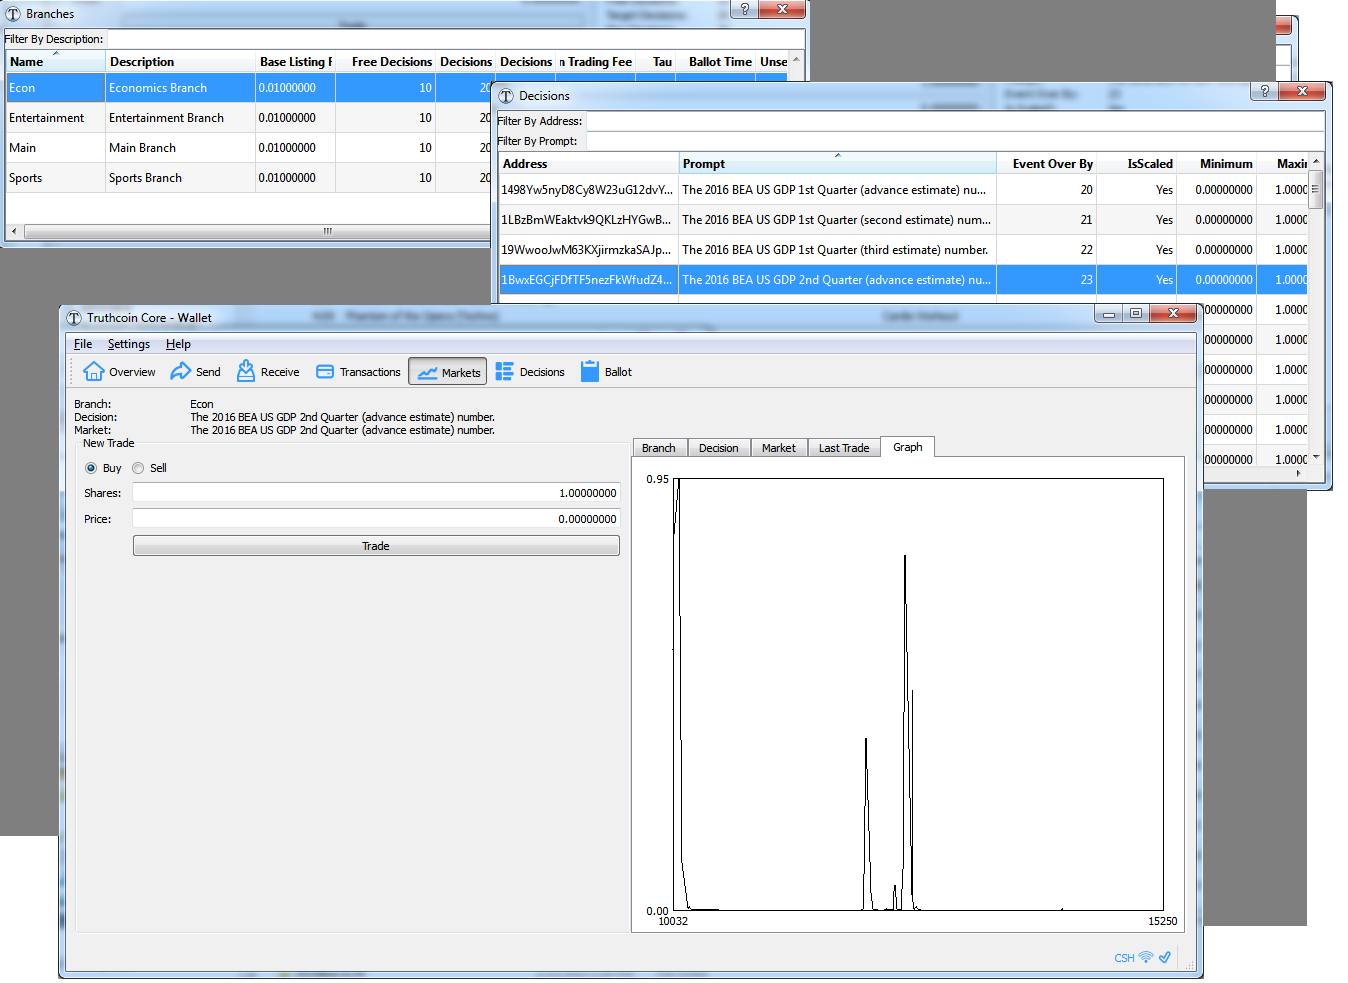 Branches
Filter By Description:
Name Description Base Listing F Free Decisions Decisions Decisions n Trading Fee Tau Ballot Time Unse
Econ Economics Branch 0.01000000 10 20
Entertainment Entertainment Branch 0.01000000 10 20
Main Main Branch 0.01000000 10 20
Sports Sports Branch 0.01000000 10 20
Decisions
Filter By Address:
Filter By Prompt:
Address Prompt Event Over By IsScaled Minimum Maxir
1498Yw5nyD8Cy8W23uG12dvY... The 2016 BEA US GDP 1st Quarter (advance estimate) nu... 20 Yes 0.00000000 1.0000
1LBzBmWEaktvk9QKLzHYGwB... The 2016 BEA US GDP 1st Quarter (second estimate) num... 21 Yes 0.00000000 1.0000
19WwooJwM63KXjirmzkaSAJp... The 2016 BEA US GDP 1st Quarter (third estimate) number. 22 Yes 0.00000000 1.0000
1BwxEGCjFDfTF5nezFkWfudZ4... The 2016 BEA US GDP 2nd Quarter (advance estimate) nu... 23 Yes 0.00000000 1.0000
00000000 1.0000
00000000 1.0000
00000000 1.0000
00000000 1.0000
00000000 1.0000
00000000 1.0000
Truthcoin Core - Wallet
File Settings Help
Overview Send Receive Transactions Markets Decisions Ballot
Branch: Econ
Decision: The 2016 BEA US GDP 2nd Quarter (advance estimate) number.
Market: The 2016 BEA US GDP 2nd Quarter (advance estimate) number.
New Trade
Buy Sell
Shares: 1.00000000
Price: 0.00000000
Trade
Branch Decision Market Last Trade Graph
0.95
0.00
10032 15250
CSH